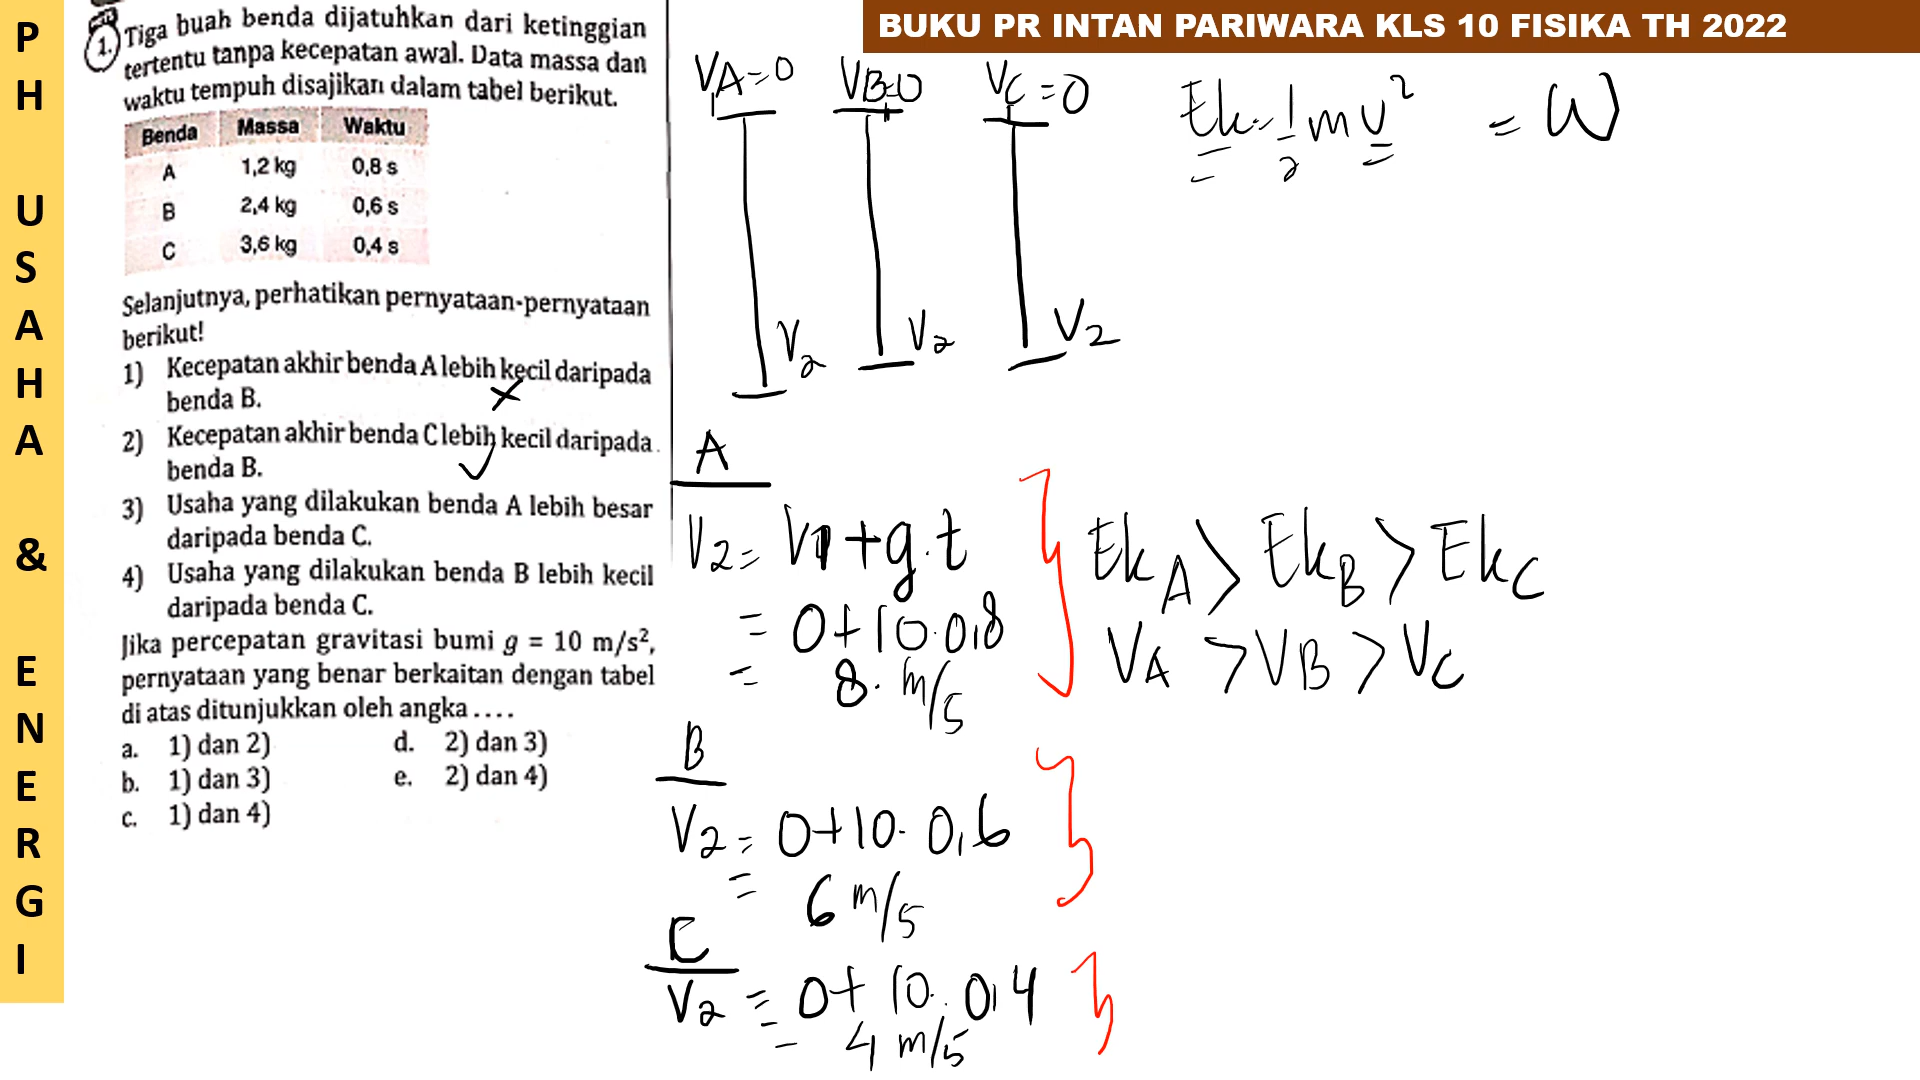 P
H
U
S
A
H
A
&
E
N
E
R
G
I
BUKU PR INTAN PARIWARA KLS 10 FISIKA TH 2022
1. Tiga buah benda dijatuhkan dari ketinggian
tertentu tanpa kecepatan awal. Data massa dan
waktu tempuh disajikan dalam tabel berikut.
Benda Massa Waktu
A 1,2 kg 0,8 s
B 2,4 kg 0,6 s
C 3,6 kg 0,4 s
Selanjutnya, perhatikan pernyataan-pernyataan
berikut!
1) Kecepatan akhir benda A lebih kecil daripada
benda B.
2) Kecepatan akhir benda C lebih kecil daripada
benda B.
3) Usaha yang dilakukan benda A lebih besar
daripada benda C.
4) Usaha yang dilakukan benda B lebih kecil
daripada benda C.
Jika percepatan gravitasi bumi g = 10 m/s²,
pernyataan yang benar berkaitan dengan tabel
di atas ditunjukkan oleh angka . . . .
a. 1) dan 2) d. 2) dan 3)
b. 1) dan 3) e. 2) dan 4)
c. 1) dan 4)
VA=0 VB=0 VC=0
Ek=1/2 mv² = W
V2 V2 V2
A
V2= V1+g.t
= 0+10.0,8
= 8. m/s
EkA > EkB > EkC
VA > VB > VC
B
V2= 0+10. 0,6
= 6 m/s
C
V2 = 0+ 10. 0,4
= 4 m/s